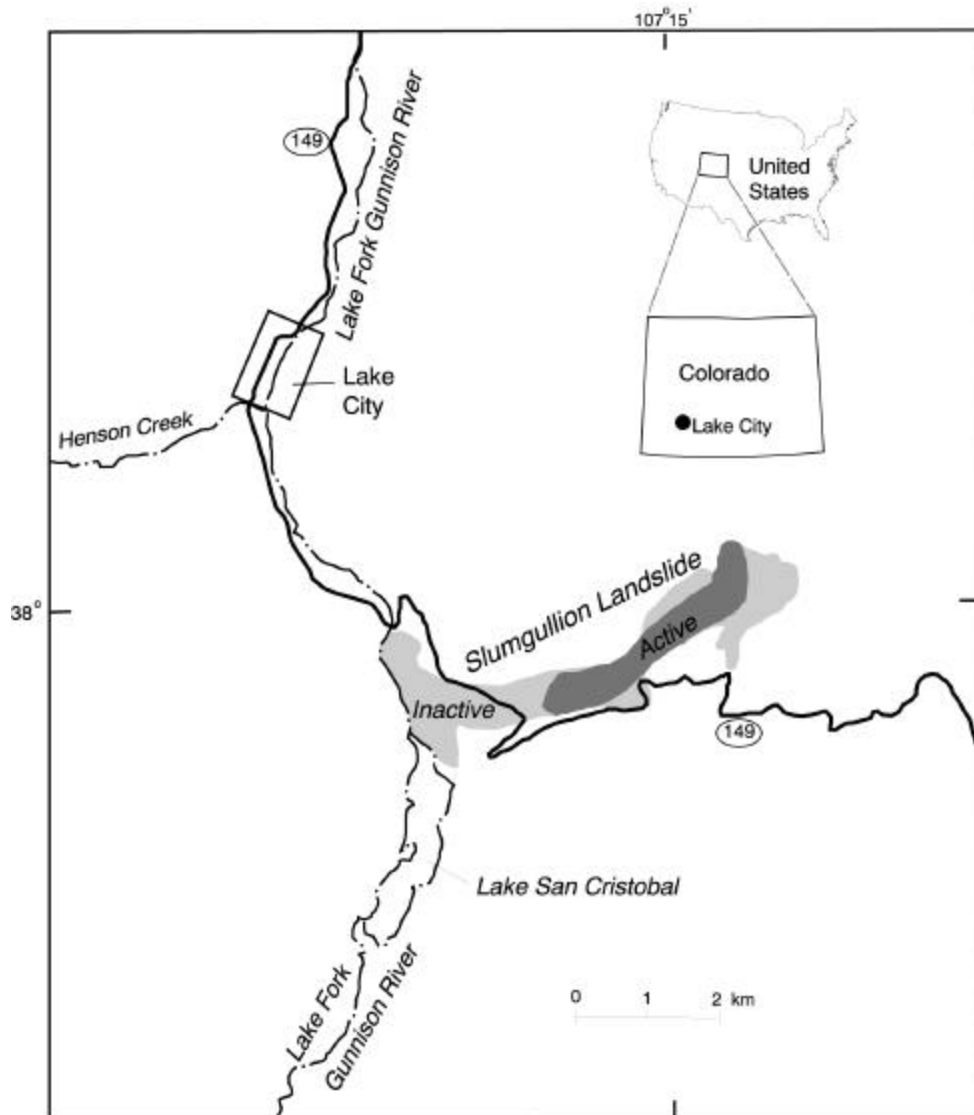 107°15'
149
Lake Fork Gunnison River
United
States
Colorado
Lake City
Lake
City
Henson Creek
38°
Slumgullion Landslide
Active
Inactive
149
Lake San Cristobal
Lake Fork
Gunnison River
0 1 2 km